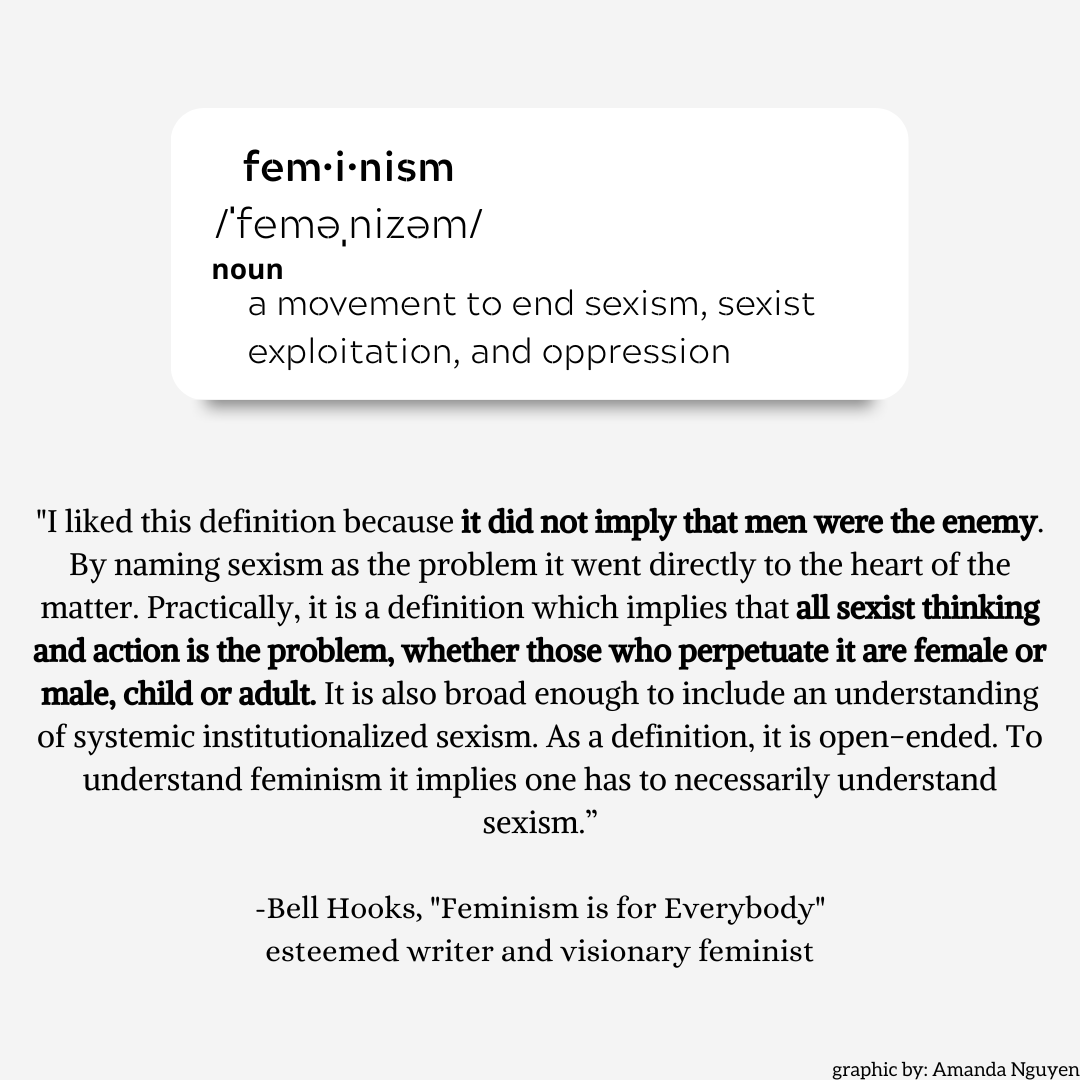 fem·i·nism
/ˈfeməˌnizəm/
noun
a movement to end sexism, sexist
exploitation, and oppression
"I liked this definition because it did not imply that men were the enemy.
By naming sexism as the problem it went directly to the heart of the
matter. Practically, it is a definition which implies that all sexist thinking
and action is the problem, whether those who perpetuate it are female or
male, child or adult. It is also broad enough to include an understanding
of systemic institutionalized sexism. As a definition, it is open-ended. To
understand feminism it implies one has to necessarily understand
sexism.”
-Bell Hooks, "Feminism is for Everybody"
esteemed writer and visionary feminist
graphic by: Amanda Nguyen